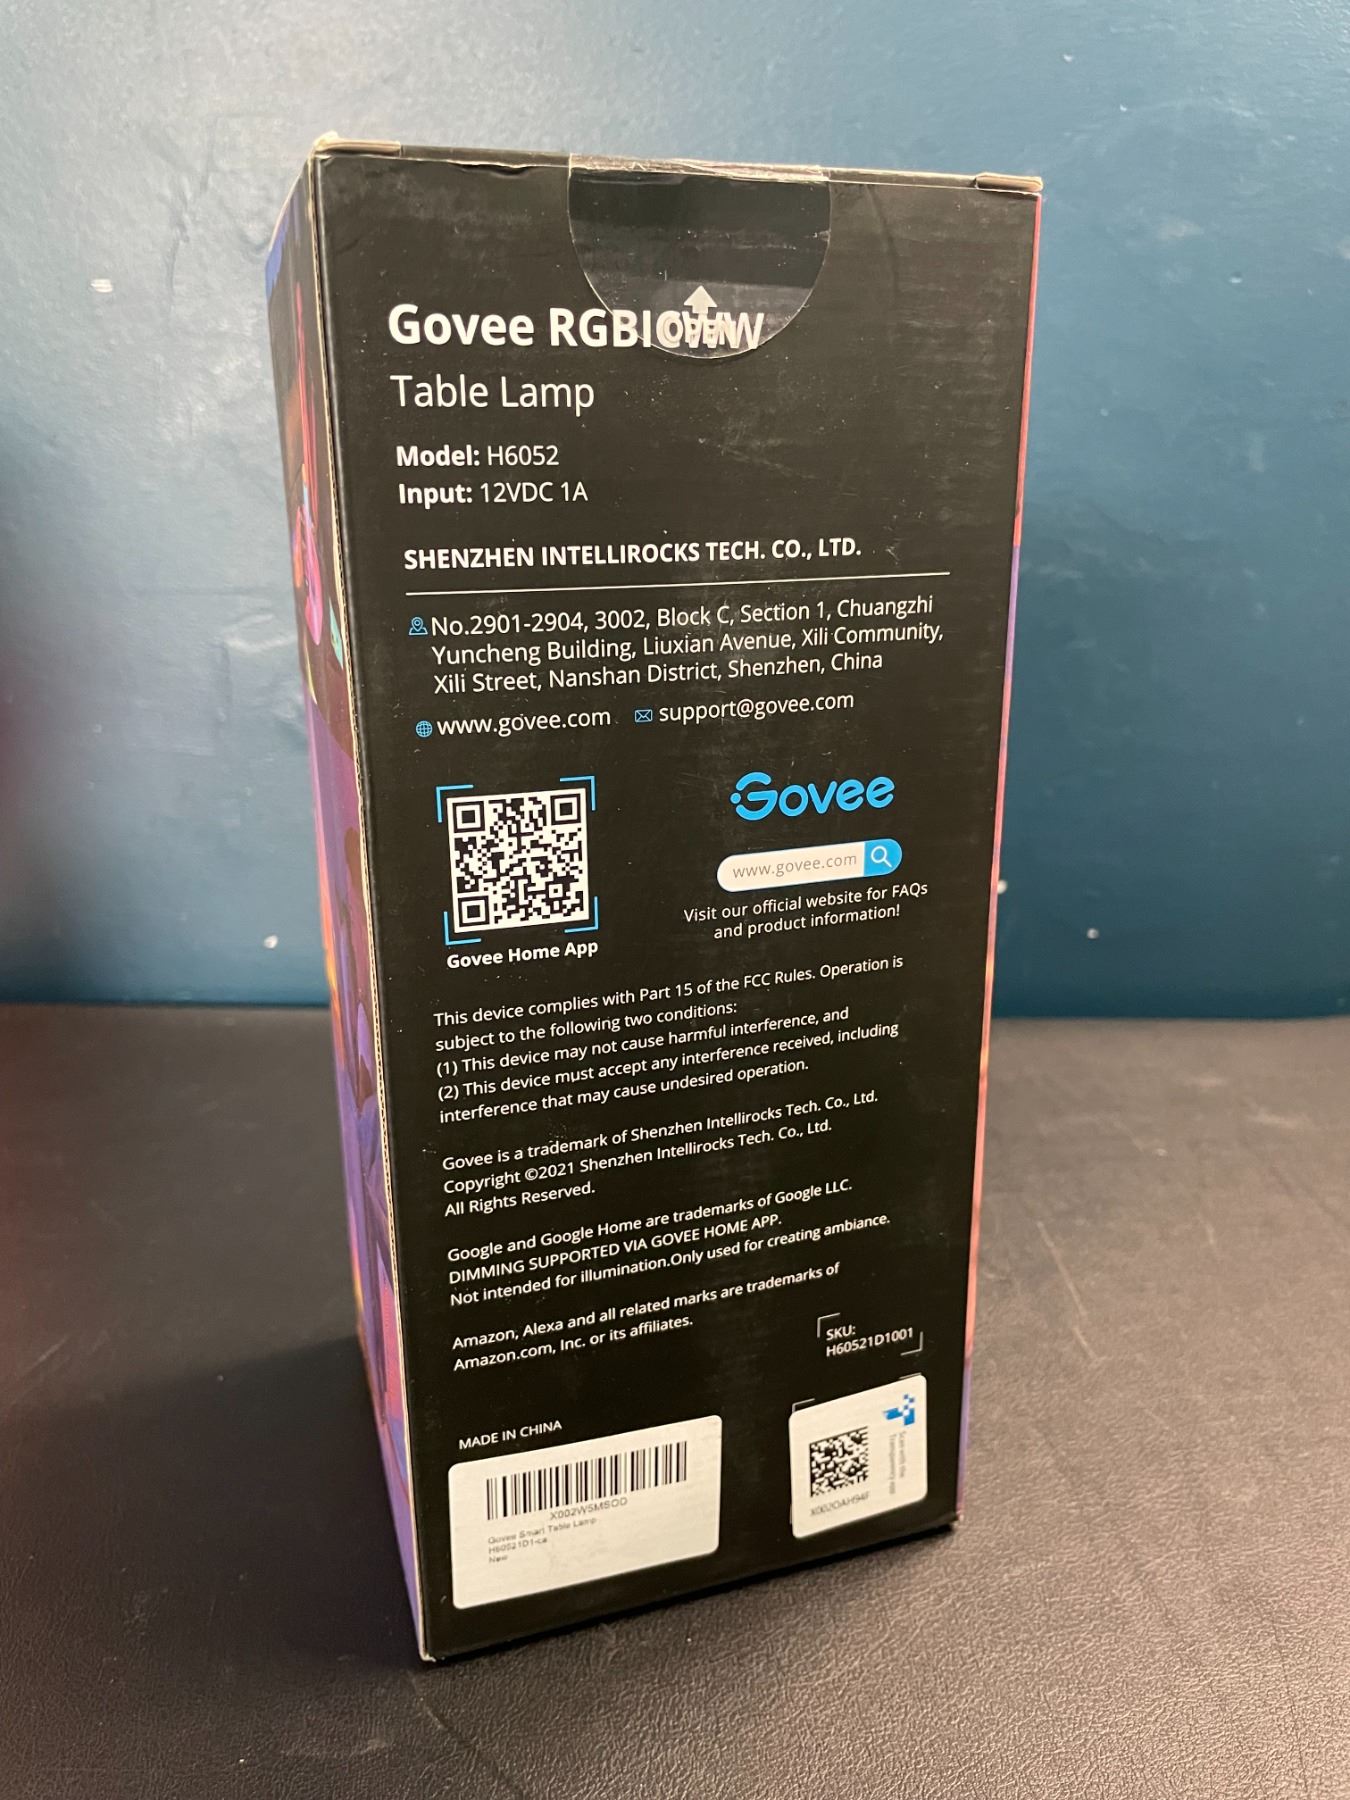 OPEN
Govee RGBICWW
Table Lamp
Model: H6052
Input: 12VDC 1A
SHENZHEN INTELLIROCKS TECH. CO., LTD.
No.2901-2904, 3002, Block C, Section 1, Chuangzhi
Yuncheng Building, Liuxian Avenue, Xili Community,
Xili Street, Nanshan District, Shenzhen, China
www.govee.com support@govee.com
Govee
www.govee.com
Visit our official website for FAQs
and product information!
Govee Home App
This device complies with Part 15 of the FCC Rules. Operation is
subject to the following two conditions:
(1) This device may not cause harmful interference, and
(2) This device must accept any interference received, including
interference that may cause undesired operation.
Govee is a trademark of Shenzhen Intellirocks Tech. Co., Ltd.
Copyright ©2021 Shenzhen Intellirocks Tech. Co., Ltd.
All Rights Reserved.
Google and Google Home are trademarks of Google LLC.
DIMMING SUPPORTED VIA GOVEE HOME APP.
Not intended for illumination.Only used for creating ambiance.
Amazon, Alexa and all related marks are trademarks of
Amazon.com, Inc. or its affiliates.
SKU:
H60521D1001
MADE IN CHINA
X002W5MSOD
Govee Smart Table Lamp
H60521D1-ca
New
Scan with the
Transparency app